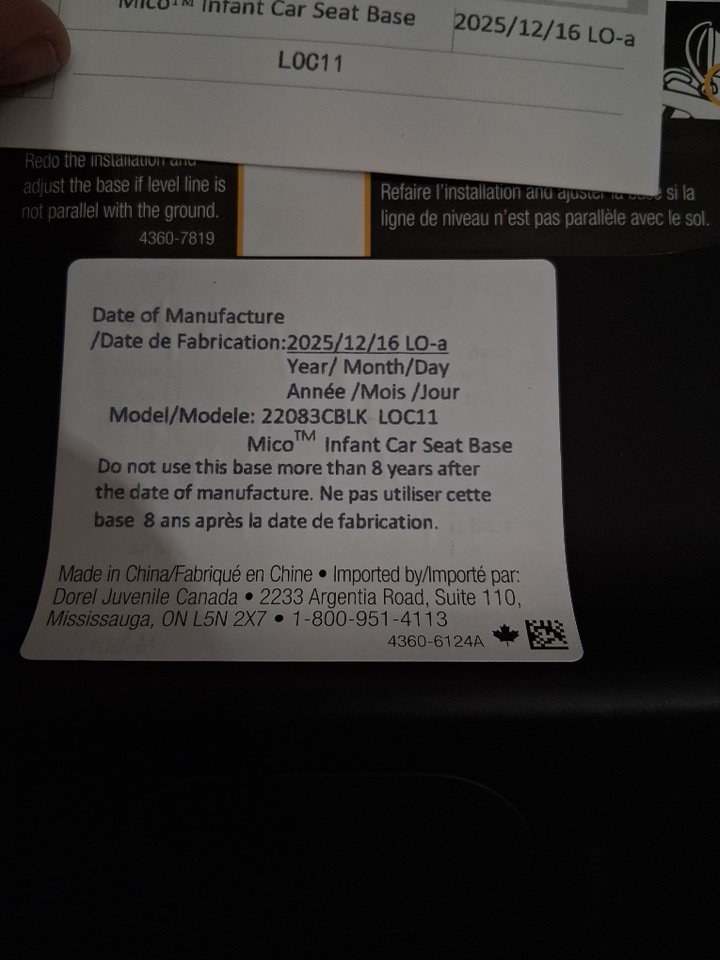 Mico™ Infant Car Seat Base
2025/12/16 LO-a
LOC11
Redo the installation and
adjust the base if level line is
not parallel with the ground.
4360-7819
Refaire l'installation and ajuster la base si la
ligne de niveau n'est pas parallèle avec le sol.
Date of Manufacture
/Date de Fabrication:2025/12/16 LO-a
Year/ Month/Day
Année /Mois /Jour
Model/Modele: 22083CBLK LOC11
Mico™ Infant Car Seat Base
Do not use this base more than 8 years after
the date of manufacture. Ne pas utiliser cette
base 8 ans après la date de fabrication.
Made in China/Fabriqué en Chine • Imported by/Importé par:
Dorel Juvenile Canada • 2233 Argentia Road, Suite 110,
Mississauga, ON L5N 2X7 • 1-800-951-4113
4360-6124A